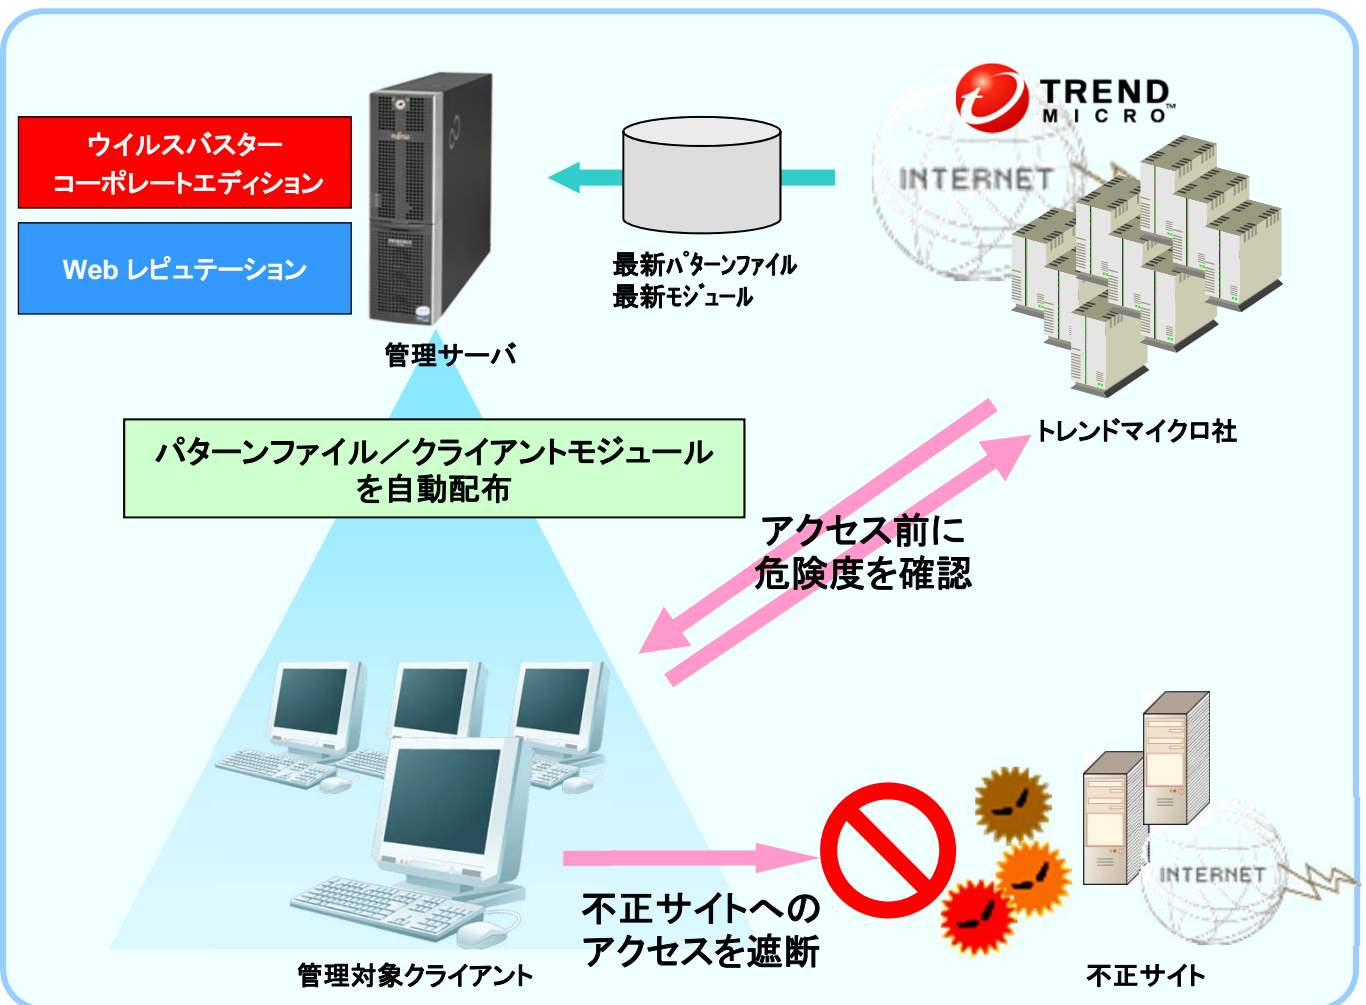 TREND
MICRO™
ウイルスバスター
コーポレートエディション
INTERNET
Web レピュテーション
最新パターンファイル
最新モジュール
管理サーバ
トレンドマイクロ社
パターンファイル／クライアントモジュール
を自動配布
アクセス前に
危険度を確認
INTERNET
不正サイトへの
アクセスを遮断
管理対象クライアント
不正サイト